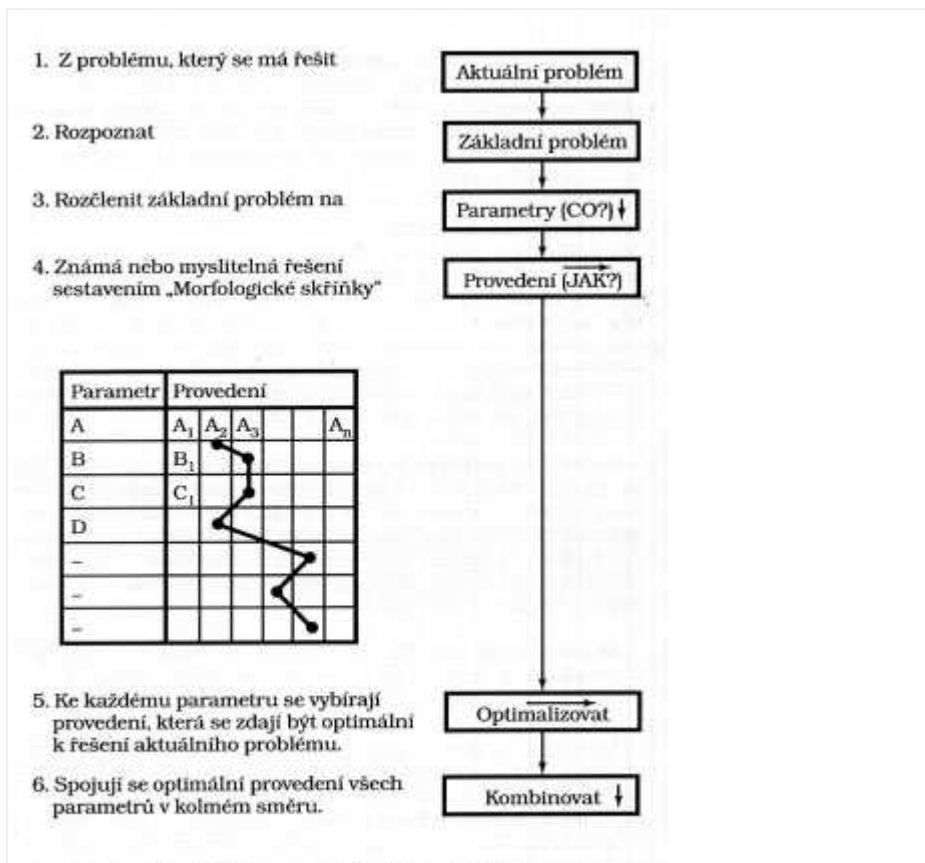 1. Z problému, který se má řešit
Aktuální problém
2. Rozpoznat
Základní problém
3. Rozčlenit základní problém na
Parametry (CO?)
4. Známá nebo myslitelná řešení
sestavením „Morfologické skříňky"
Provedení (JAK?)
Parametr Provedení
A A₁ A₂ A₃ Aₙ
B B₁
C C₁
D
–
–
–
5. Ke každému parametru se vybírají
provedení, která se zdají být optimální
k řešení aktuálního problému.
Optimalizovat
6. Spojují se optimální provedení všech
parametrů v kolmém směru.
Kombinovat